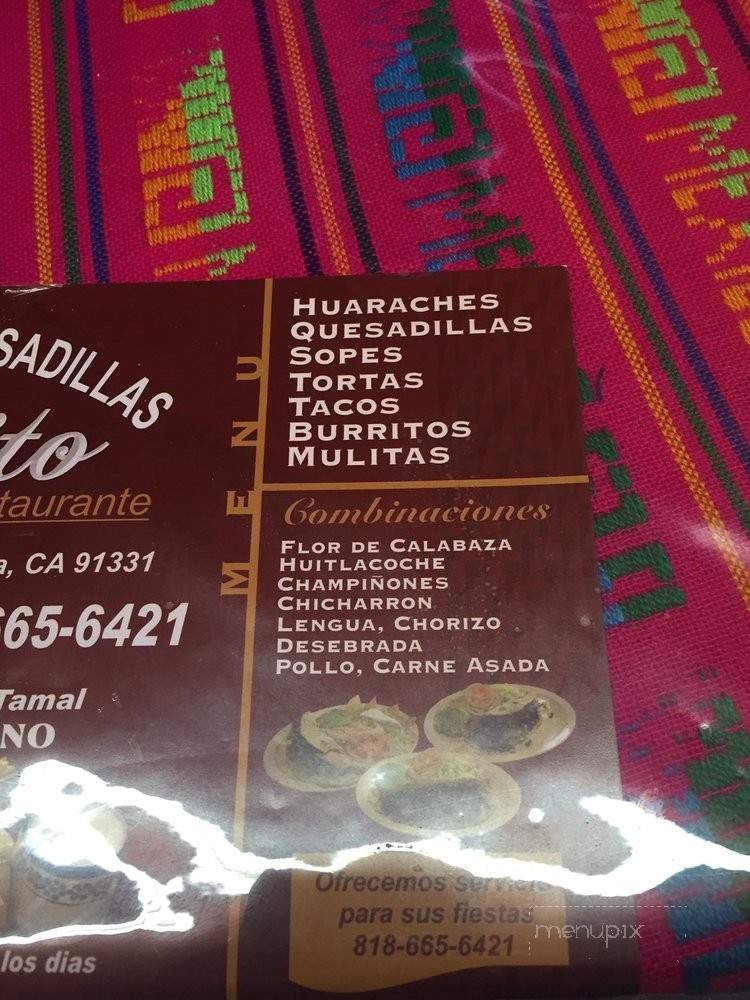 SADILLAS
ito
taurante
a, CA 91331
665-6421
Tamal
NO
los dias
MENU
HUARACHES
QUESADILLAS
SOPES
TORTAS
TACOS
BURRITOS
MULITAS
Combinaciones
FLOR DE CALABAZA
HUITLACOCHE
CHAMPIÑONES
CHICHARRON
LENGUA, CHORIZO
DESEBRADA
POLLO, CARNE ASADA
Ofrecemos servicio
para sus fiestas
818-665-6421
menupix